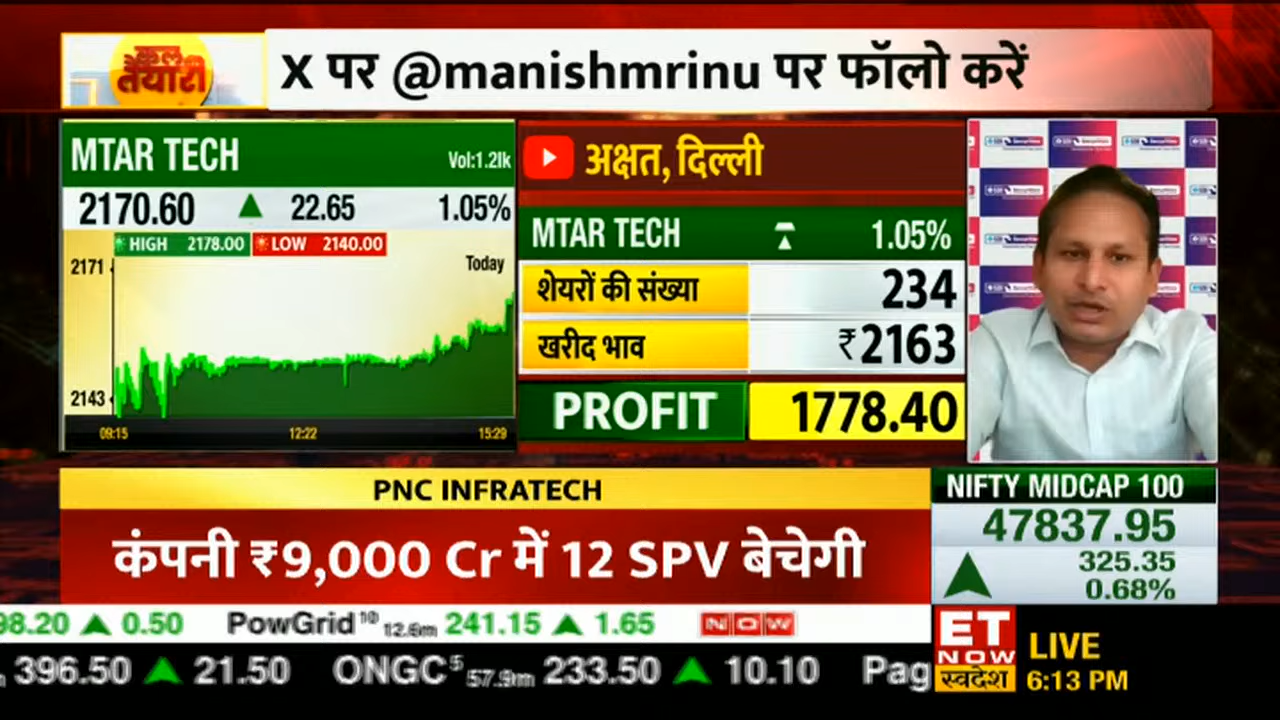 कल की तैयारी
X पर @manishmrinu पर फॉलो करें
MTAR TECH Vol:1.2lk
2170.60 ▲ 22.65 1.05%
HIGH 2178.00 LOW 2140.00
2171
Today
2143
09:15 12:22 15:29
अक्षत, दिल्ली
MTAR TECH 1.05%
शेयरों की संख्या 234
खरीद भाव ₹2163
PROFIT 1778.40
PNC INFRATECH
कंपनी ₹9,000 Cr में 12 SPV बेचेगी
NIFTY MIDCAP 100
47837.95
▲ 325.35
0.68%
98.20 ▲ 0.50 PowGrid 10 12.6m 241.15 ▲ 1.65 NOW
396.50 ▲ 21.50 ONGC 5 57.9m 233.50 ▲ 10.10 Pag
ET
NOW
स्वदेश
LIVE
6:13 PM